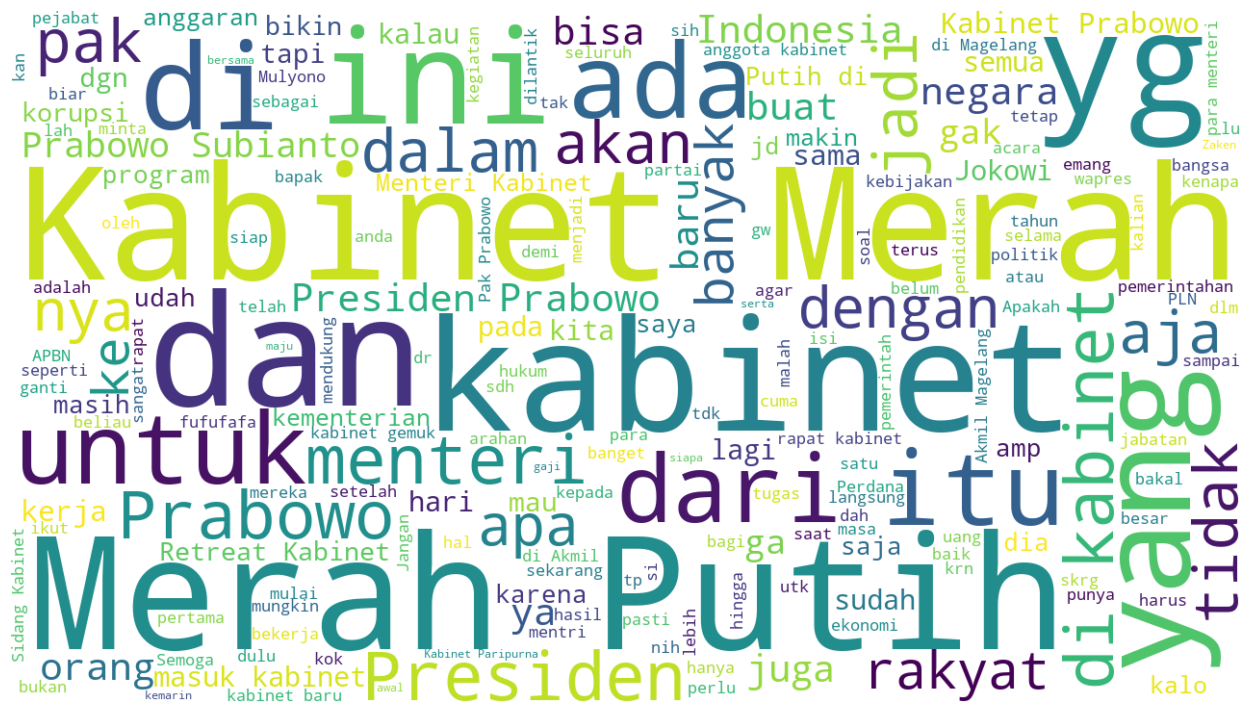 pejabat
anggaran
bikin
bisa
sih
Indonesia
Kabinet Prabowo
pak
di
ini
ada
yg
kan
dgn
bersama
tapi
kalau
kegiatan
dilantik
seluruh
anggota kabinet
jadi
di Magelang
semua
para menteri
biar
korupsi
Mulyono
sebagai
tak
Putih di
buat
negara
tetap
lah
minta
Prabowo Subianto
dalam
akan
banyak
jd
makin
sama
gak
acara
plu
Zaken
program
bapak
Menteri Kabinet
partai
baru
kebijakan
Jokowi
emang
wapres
bangsa
kenapa
Kabinet Merah
oleh
siap
anda
Pak Prabowo
demi
menjadi
gw
soal
terus
pendidikan
tahun
selama
politik
atau
kalian
adalah
udah
telah
Presiden Prabowo
serta
agar
belum
Apakah
pemerintahan
PLN
dlm
nya
ke
dan
kabinet
pada
kita
saya
dengan
di kabinet
aja
APBN
seperti
ganti
maju
mendukung
dr
hukum
sdh
isi
malah
pemerintah
Akmil Magelang
sampai
masih
sangat
rapat
beliau
fufufafa
kementerian
tdk
cuma
yang
untuk
kabinet gemuk
arahan
para
banget
lagi
rapat kabinet
amp
jabatan
tidak
menteri
gaji
siapa
dari
satu
itu
bakal
mereka
setelah
hari
mau
kepada
tugas
Perdana
langsung
kerja
ikut
Prabowo
apa
dah
masa
besar
Retreat Kabinet
Jangan
hal
di Akmil
bagi
ga
saat
saja
uang
baik
dia
Sidang Kabinet
sekarang
tp
si
krn
skrg
punya
harus
Merah Putih
mulai
mungkin
karena
utk
sudah
pertama
bekerja
ya
hasil
mentri
pasti
lebih
hingga
ekonomi
orang
Semoga
dulu
kok
Kabinet Paripurna
nih
bukan
kemarin
masuk kabinet
kabinet baru
awal
Presiden
hanya
perlu
juga
rakyat
kalo